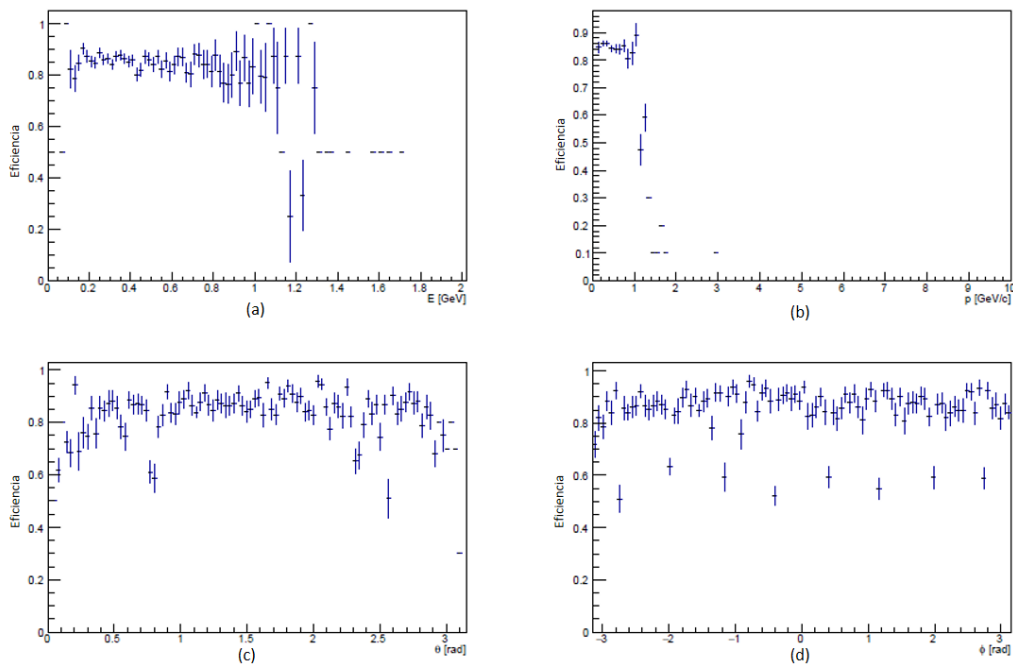 1
0.8
0.6
0.4
0.2
0
Eficiencia
0.2 0.4 0.6 0.8 1 1.2 1.4 1.6 1.8 2
E [GeV]
(a)
0.9
0.8
0.7
0.6
0.5
0.4
0.3
0.2
0.1
0
Eficiencia
0 1 2 3 4 5 6 7 8 9 10
p [GeV/c]
(b)
1
0.8
0.6
0.4
0.2
0
Eficiencia
0 0.5 1 1.5 2 2.5 3
θ [rad]
(c)
1
0.8
0.6
0.4
0.2
0
Eficiencia
−3 −2 −1 0 1 2 3
ϕ [rad]
(d)